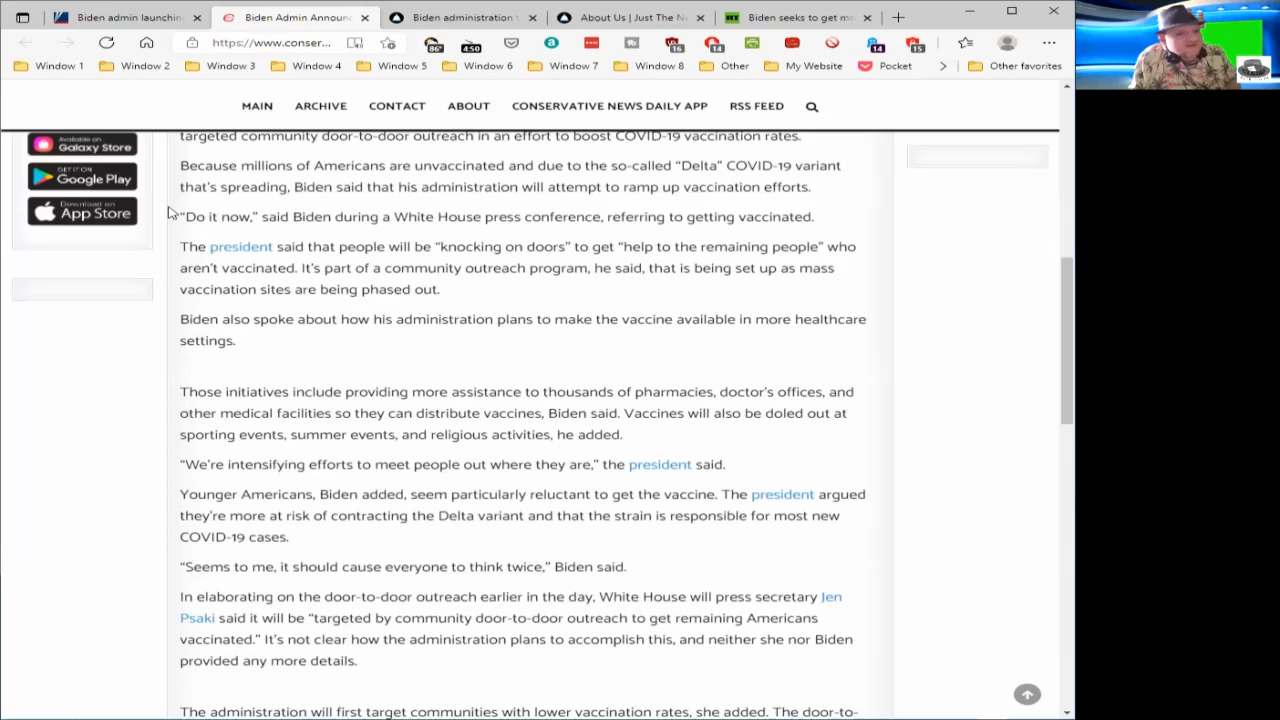 Biden admin launchin
Biden Admin Announc
Biden administration t
About Us | Just The N
Biden seeks to get mo
https://www.conser...
86°
4:50
16
14
14
15
Window 1
Window 2
Window 3
Window 4
Window 5
Window 6
Window 7
Window 8
Other
My Website
Pocket
Other favorites
MAIN ARCHIVE CONTACT ABOUT CONSERVATIVE NEWS DAILY APP RSS FEED
Available on
Galaxy Store
GET IT ON
Google Play
Download on
App Store
targeted community door-to-door outreach in an effort to boost COVID-19 vaccination rates.
Because millions of Americans are unvaccinated and due to the so-called “Delta” COVID-19 variant
that’s spreading, Biden said that his administration will attempt to ramp up vaccination efforts.
“Do it now,” said Biden during a White House press conference, referring to getting vaccinated.
The president said that people will be “knocking on doors” to get “help to the remaining people” who
aren’t vaccinated. It’s part of a community outreach program, he said, that is being set up as mass
vaccination sites are being phased out.
Biden also spoke about how his administration plans to make the vaccine available in more healthcare
settings.
Those initiatives include providing more assistance to thousands of pharmacies, doctor’s offices, and
other medical facilities so they can distribute vaccines, Biden said. Vaccines will also be doled out at
sporting events, summer events, and religious activities, he added.
“We’re intensifying efforts to meet people out where they are,” the president said.
Younger Americans, Biden added, seem particularly reluctant to get the vaccine. The president argued
they’re more at risk of contracting the Delta variant and that the strain is responsible for most new
COVID-19 cases.
“Seems to me, it should cause everyone to think twice,” Biden said.
In elaborating on the door-to-door outreach earlier in the day, White House will press secretary Jen
Psaki said it will be “targeted by community door-to-door outreach to get remaining Americans
vaccinated.” It’s not clear how the administration plans to accomplish this, and neither she nor Biden
provided any more details.
The administration will first target communities with lower vaccination rates, she added. The door-to-